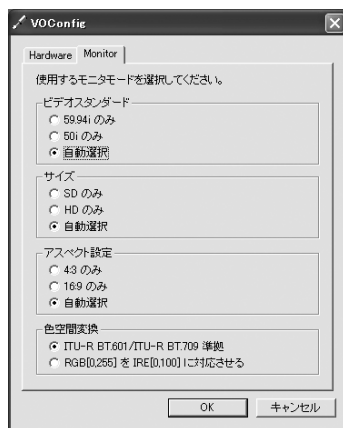 VOConfig
Hardware Monitor
使用するモニタモードを選択してください。
ビデオスタンダード
59.94i のみ
50i のみ
自動選択
サイズ
SD のみ
HD のみ
自動選択
アスペクト設定
4:3 のみ
16:9 のみ
自動選択
色空間変換
ITU-R BT.601/ITU-R BT.709 準拠
RGB[0,255] を IRE[0,100] に対応させる
OK キャンセル